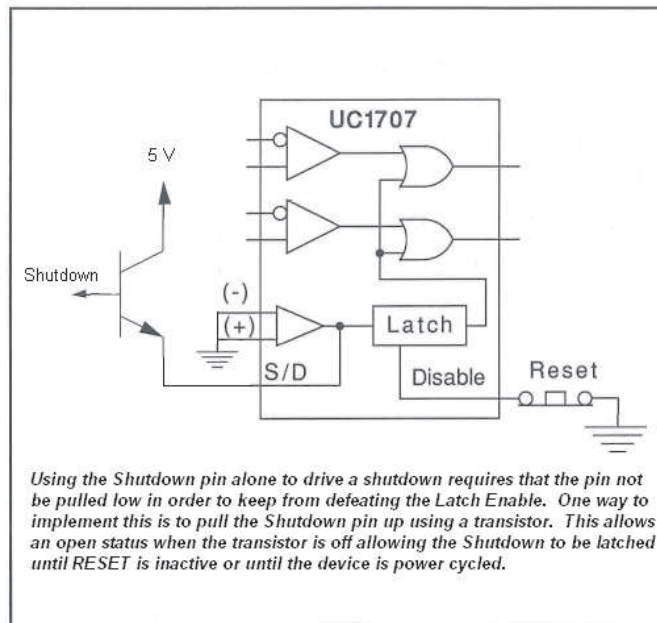 UC1707
5 V
Shutdown
(-)
(+)
Latch
S/D
Disable
Reset
Using the Shutdown pin alone to drive a shutdown requires that the pin not
be pulled low in order to keep from defeating the Latch Enable. One way to
implement this is to pull the Shutdown pin up using a transistor. This allows
an open status when the transistor is off allowing the Shutdown to be latched
until RESET is inactive or until the device is power cycled.